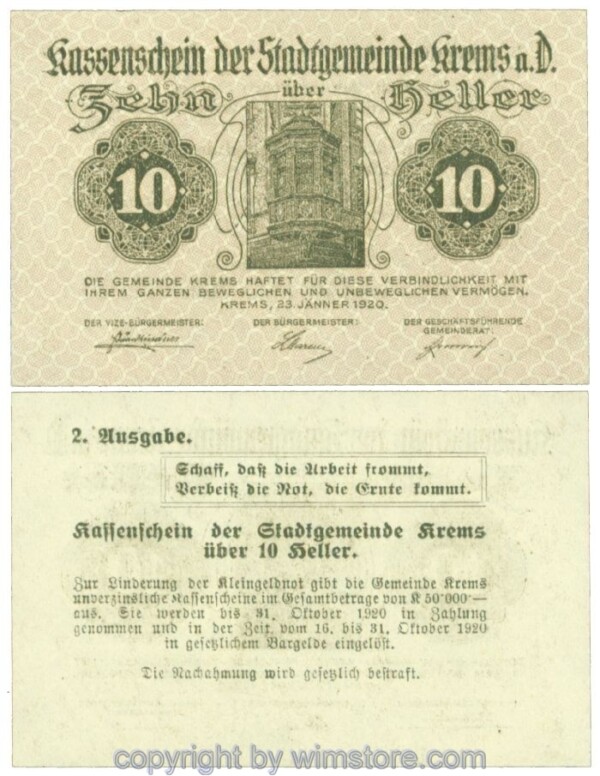 Kassenschein der Stadtgemeinde Krems a.D.
Zehn über Heller
10 10
DIE GEMEINDE KREMS HAFTET FÜR DIESE VERBINDLICHKEIT MIT
IHREM GANZEN BEWEGLICHEN UND UNBEWEGLICHEN VERMÖGEN.
KREMS, 23. JÄNNER 1920.
DER VIZE-BÜRGERMEISTER: DER BÜRGERMEISTER: DER GESCHÄFTSFÜHRENDE
GEMEINDERAT:
2. Ausgabe.
Schaff, daß die Arbeit frommt,
Verbeiß die Not, die Ernte kommt.
Kassenschein der Stadtgemeinde Krems
über 10 Heller.
Zur Linderung der Kleingeldnot gibt die Gemeinde Krems
unverzinsliche Kassenscheine im Gesamtbetrage von K 50'000'—
aus. Sie werden bis 31. Oktober 1920 in Zahlung
genommen und in der Zeit vom 16. bis 31. Oktober 1920
in gesetzlichem Bargelde eingelöst.
Die Nachahmung wird gesetzlich bestraft.
copyright by wimstore.com